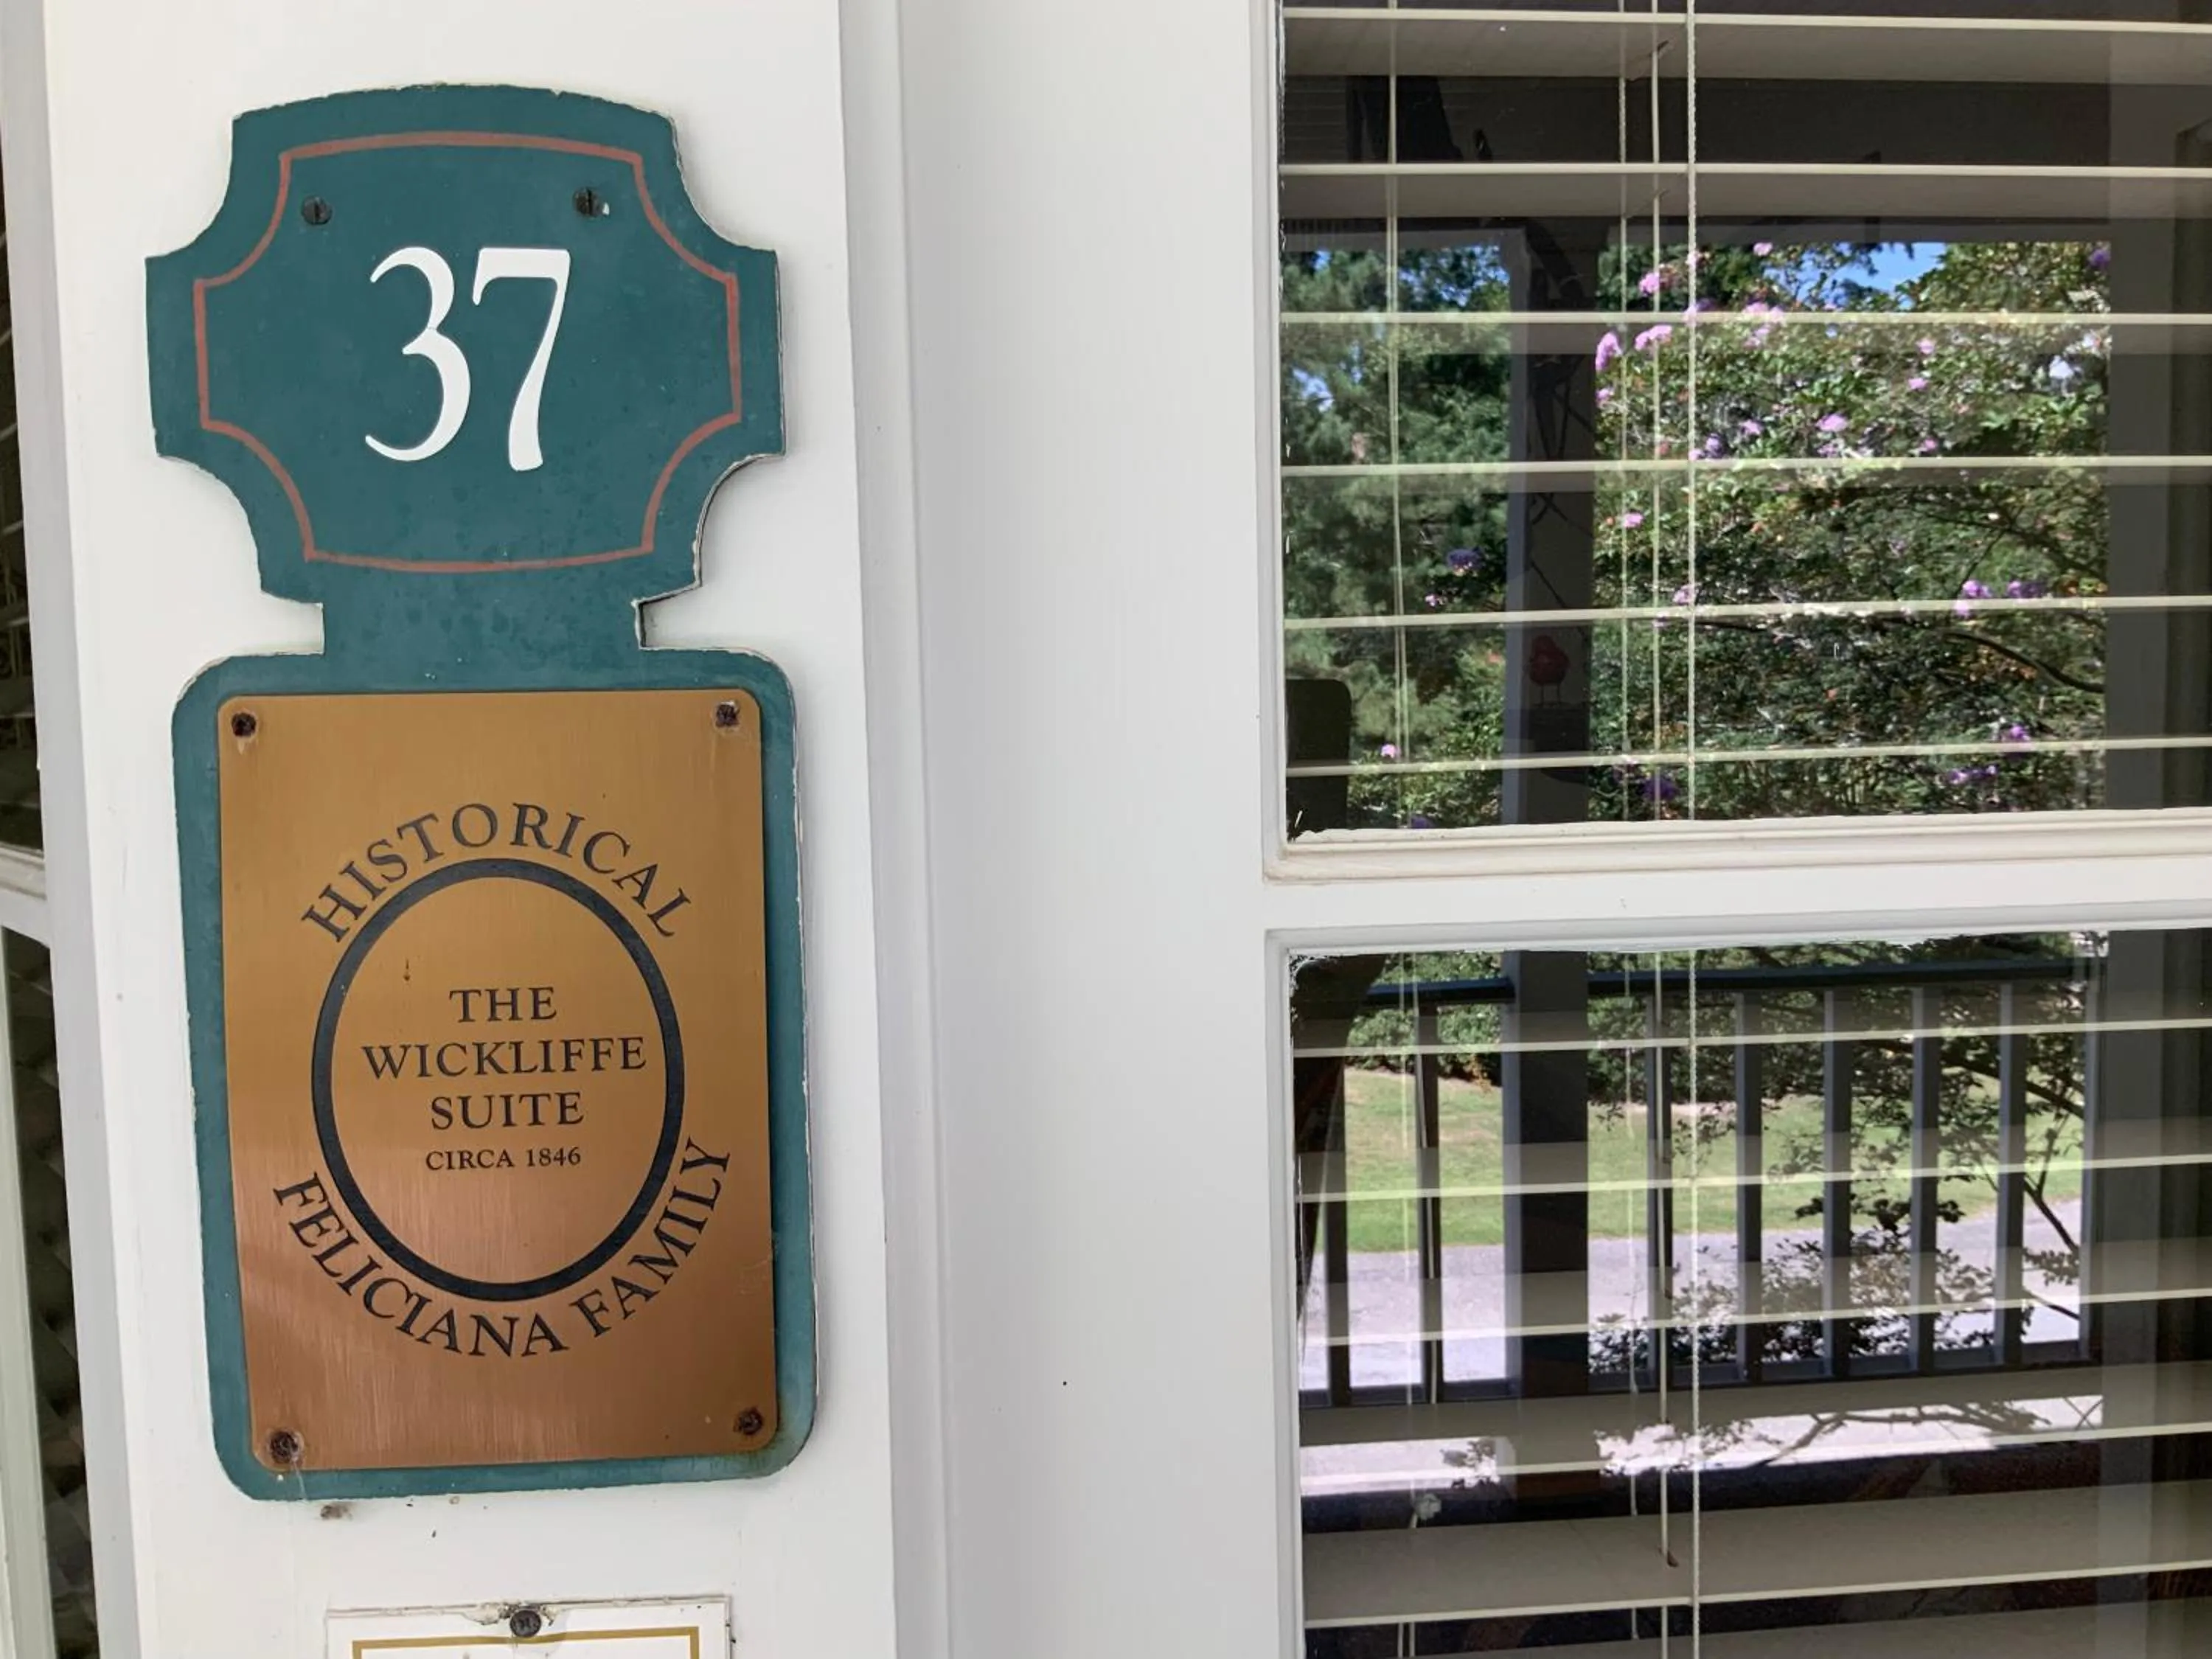 37
HISTORICAL
THE
WICKLIFFE
SUITE
CIRCA 1846
FELICIANA FAMILY